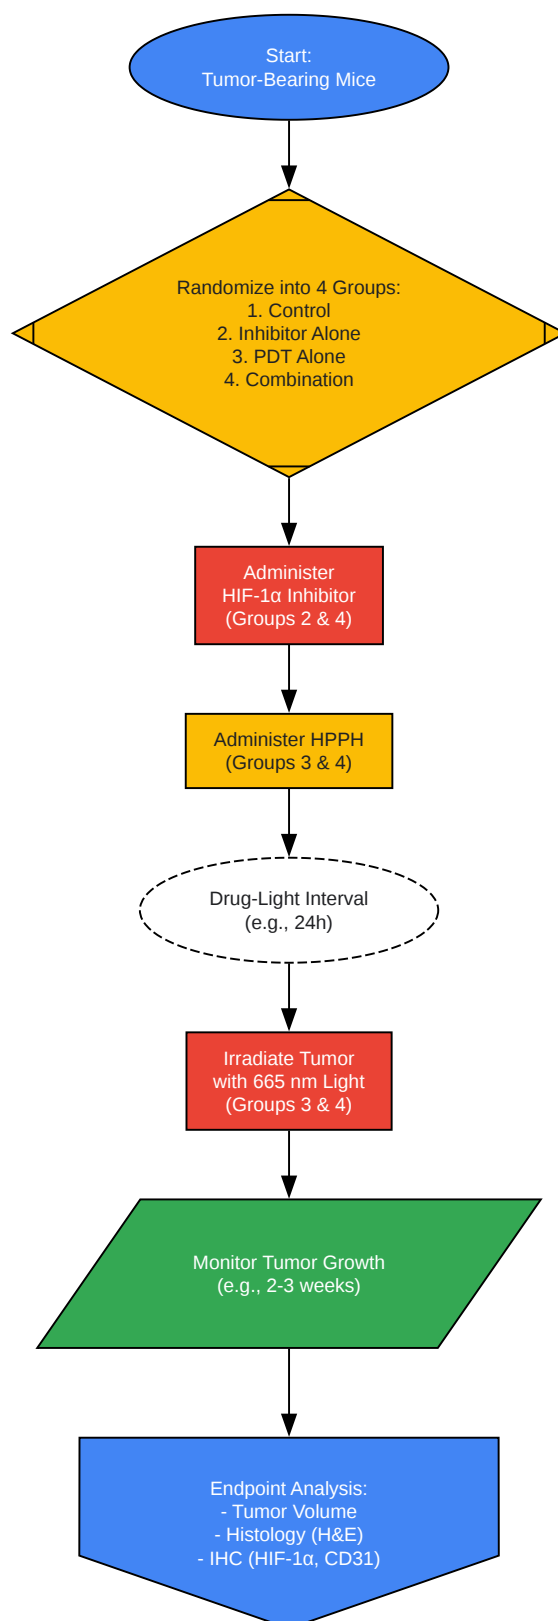 Start:
Tumor-Bearing Mice
Randomize into 4 Groups:
1. Control
2. Inhibitor Alone
3. PDT Alone
4. Combination
Administer
HIF-1α Inhibitor
(Groups 2 & 4)
Administer HPPH
(Groups 3 & 4)
Drug-Light Interval
(e.g., 24h)
Irradiate Tumor
with 665 nm Light
(Groups 3 & 4)
Monitor Tumor Growth
(e.g., 2-3 weeks)
Endpoint Analysis:
- Tumor Volume
- Histology (H&E)
- IHC (HIF-1α, CD31)